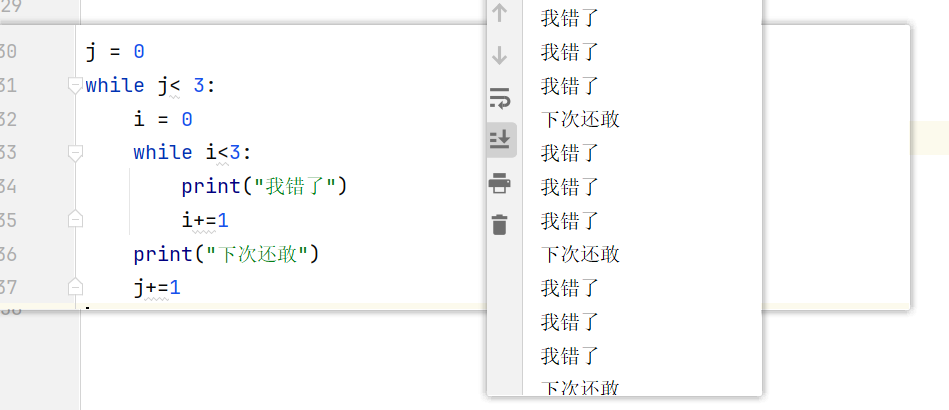 29
30 j = 0
31 while j< 3:
32 i = 0
33 while i<3:
34 print("我错了")
35 i+=1
36 print("下次还敢")
37 j+=1
38
我错了
我错了
我错了
下次还敢
我错了
我错了
我错了
下次还敢
我错了
我错了
我错了
下次还敢